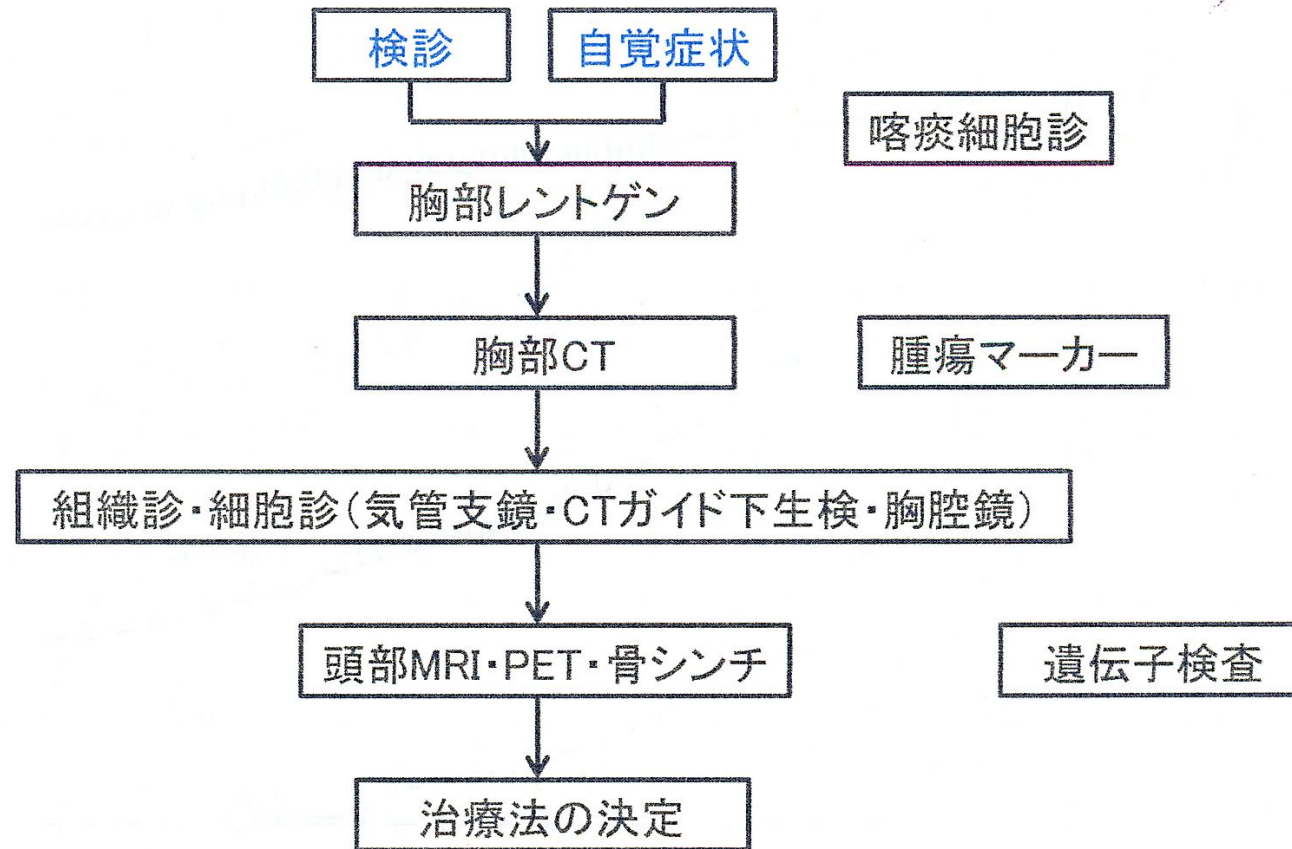 検診
自覚症状
喀痰細胞診
胸部レントゲン
胸部CT
腫瘍マーカー
組織診・細胞診（気管支鏡・CTガイド下生検・胸腔鏡）
頭部MRI・PET・骨シンチ
遺伝子検査
治療法の決定